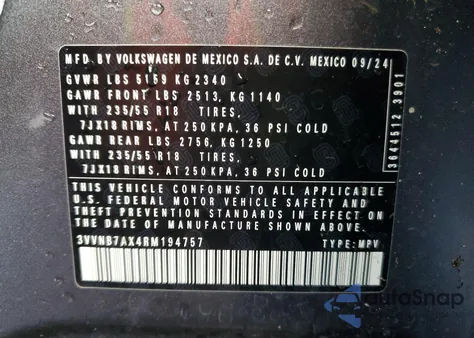 MFD BY VOLKSWAGEN DE MEXICO S.A. DE C.V. MEXICO 09/24
GVWR LBS 5159 KG 2340
GAWR FRONT LBS 2513, KG 1140
WITH 235/55 R18 TIRES,
7JX18 RIMS, AT 250 KPA, 36 PSI COLD
GAWR REAR LBS 2756, KG 1250
WITH 235/55 R18 TIRES,
7JX18 RIMS, AT 250 KPA, 36 PSI COLD
THIS VEHICLE CONFORMS TO ALL APPLICABLE
U.S. FEDERAL MOTOR VEHICLE SAFETY AND
THEFT PREVENTION STANDARDS IN EFFECT ON THE
DATE OF MANUFACTURE SHOWN ABOVE
3VVNB7AX4RM194757 TYPE: MPV
3644512 3901
AutoSnap